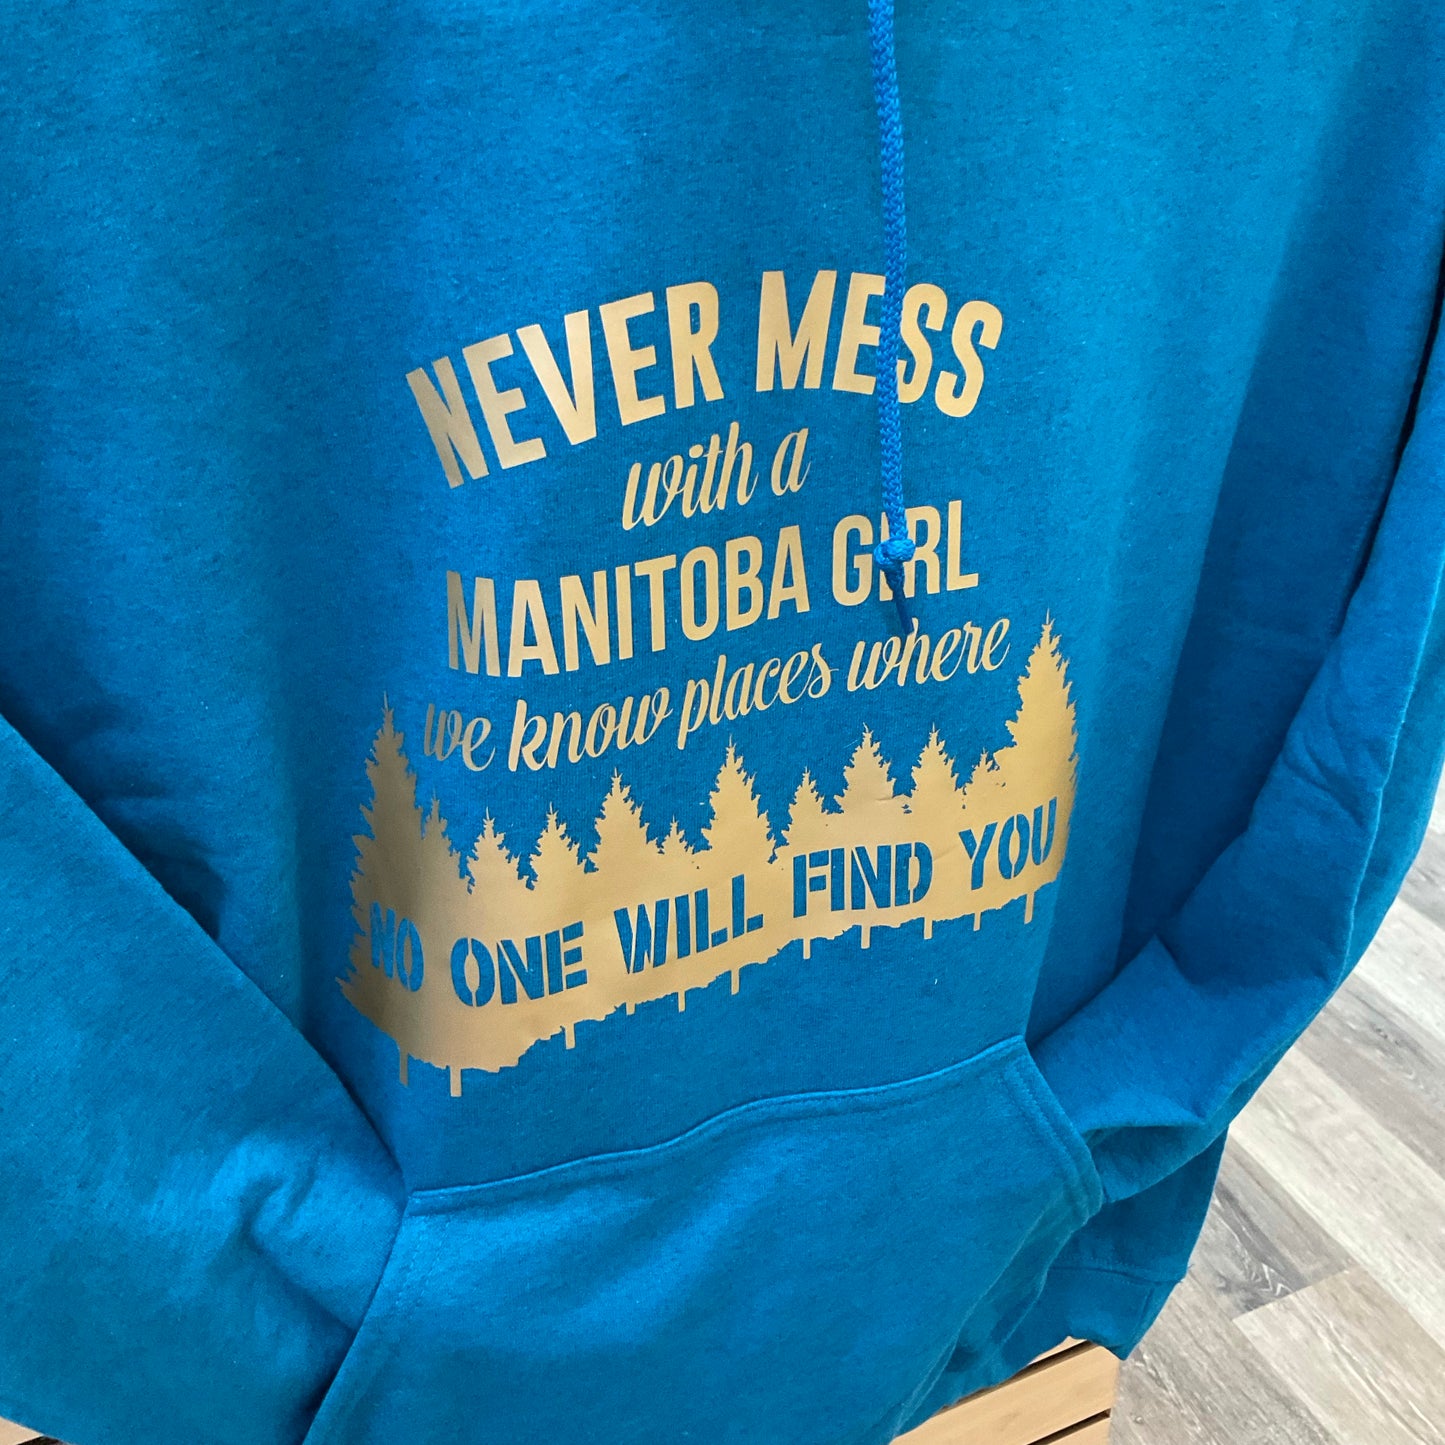 NEVER MESS
with a
MANITOBA GIRL
we know places where
NO ONE WILL FIND YOU